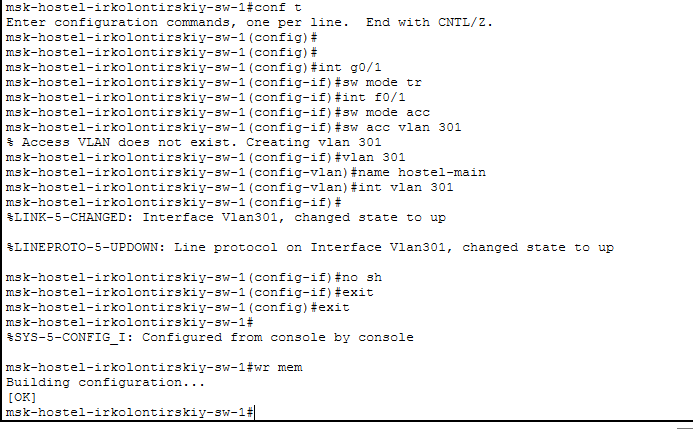 msk-hostel-irkolontirskiy-sw-1#conf t
Enter configuration commands, one per line.  End with CNTL/Z.
msk-hostel-irkolontirskiy-sw-1(config)#
msk-hostel-irkolontirskiy-sw-1(config)#
msk-hostel-irkolontirskiy-sw-1(config)#int g0/1
msk-hostel-irkolontirskiy-sw-1(config-if)#sw mode tr
msk-hostel-irkolontirskiy-sw-1(config-if)#int f0/1
msk-hostel-irkolontirskiy-sw-1(config-if)#sw mode acc
msk-hostel-irkolontirskiy-sw-1(config-if)#sw acc vlan 301
% Access VLAN does not exist. Creating vlan 301
msk-hostel-irkolontirskiy-sw-1(config-if)#vlan 301
msk-hostel-irkolontirskiy-sw-1(config-vlan)#name hostel-main
msk-hostel-irkolontirskiy-sw-1(config-vlan)#int vlan 301
msk-hostel-irkolontirskiy-sw-1(config-if)#
%LINK-5-CHANGED: Interface Vlan301, changed state to up
%LINEPROTO-5-UPDOWN: Line protocol on Interface Vlan301, changed state to up
msk-hostel-irkolontirskiy-sw-1(config-if)#no sh
msk-hostel-irkolontirskiy-sw-1(config-if)#exit
msk-hostel-irkolontirskiy-sw-1(config)#exit
msk-hostel-irkolontirskiy-sw-1#
%SYS-5-CONFIG_I: Configured from console by console
msk-hostel-irkolontirskiy-sw-1#wr mem
Building configuration...
[OK]
msk-hostel-irkolontirskiy-sw-1#